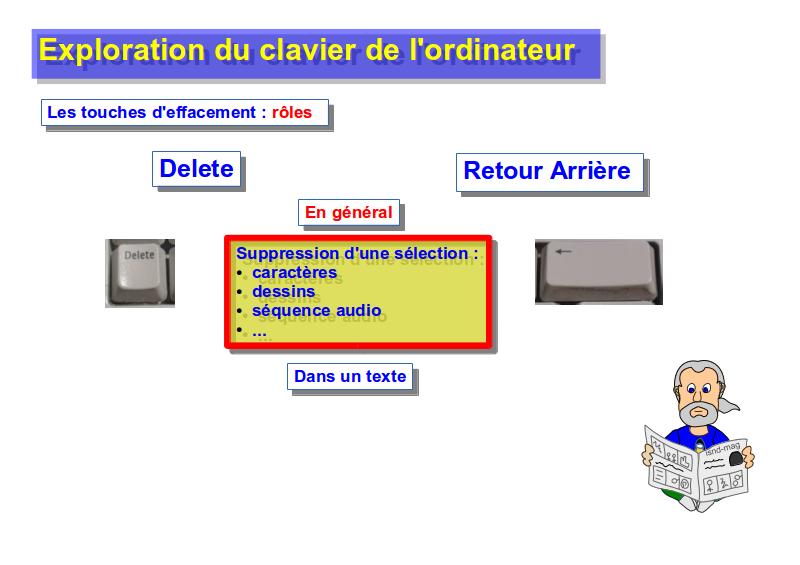 Exploration du clavier de l'ordinateur
Les touches d'effacement : rôles
Delete
Retour Arrière
En général
Delete
←
Suppression d'une sélection :
• caractères
• dessins
• séquence audio
• ...
Dans un texte
isnd-mag